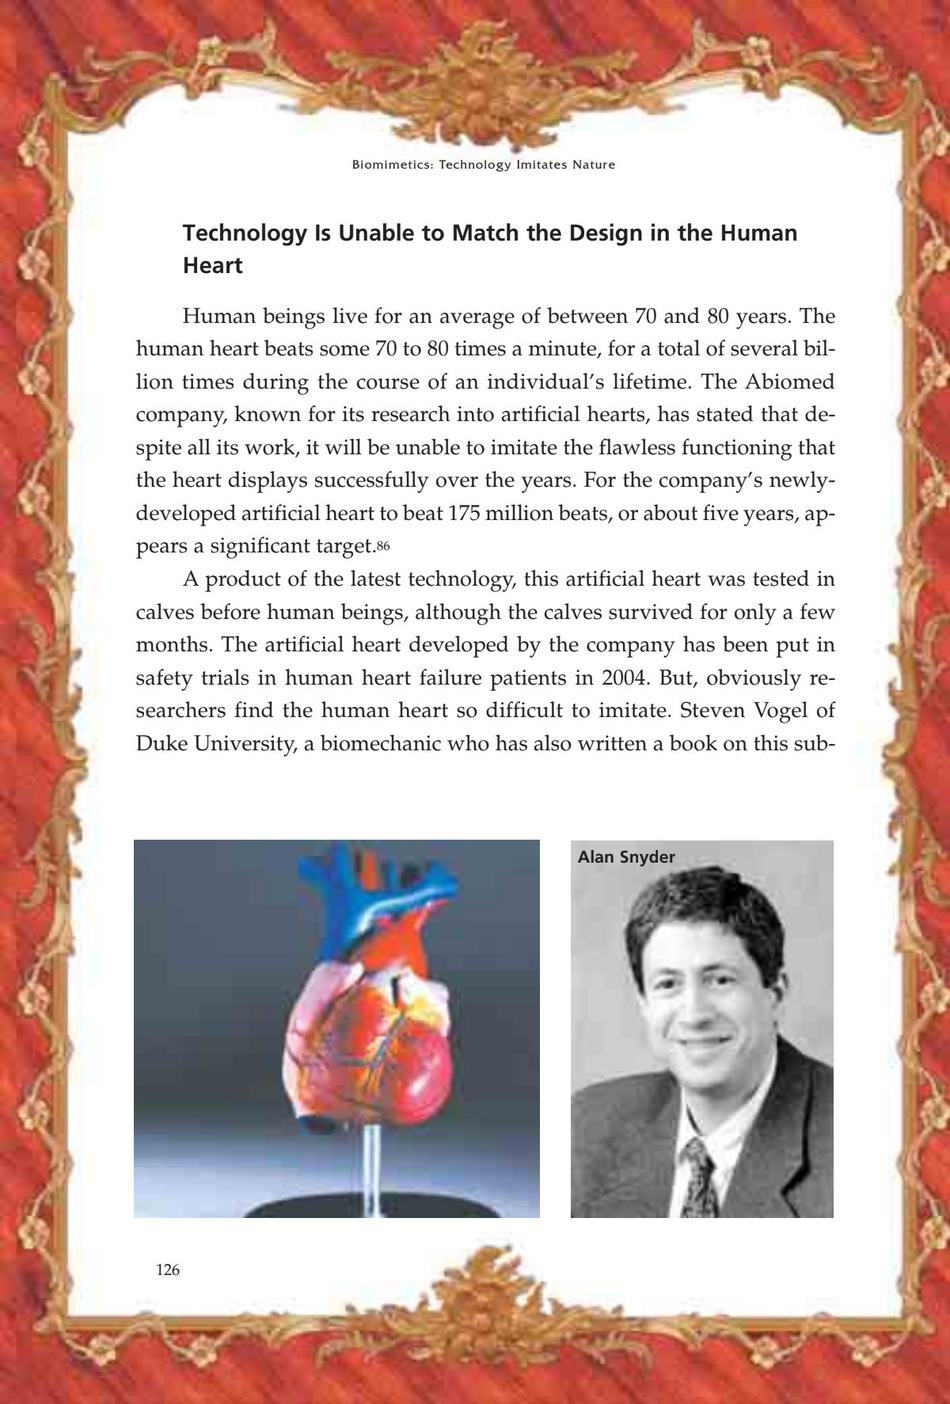 Biomimetics: Technology Imitates Nature
Technology Is Unable to Match the Design in the Human
Heart
Human beings live for an average of between 70 and 80 years. The
human heart beats some 70 to 80 times a minute, for a total of several bil-
lion times during the course of an individual's lifetime. The Abiomed
company, known for its research into artificial hearts, has stated that de-
spite all its work, it will be unable to imitate the flawless functioning that
the heart displays successfully over the years. For the company's newly-
developed artificial heart to beat 175 million beats, or about five years, ap-
pears a significant target.86
A product of the latest technology, this artificial heart was tested in
calves before human beings, although the calves survived for only a few
months. The artificial heart developed by the company has been put in
safety trials in human heart failure patients in 2004. But, obviously re-
searchers find the human heart so difficult to imitate. Steven Vogel of
Duke University, a biomechanic who has also written a book on this sub-
Alan Snyder
126